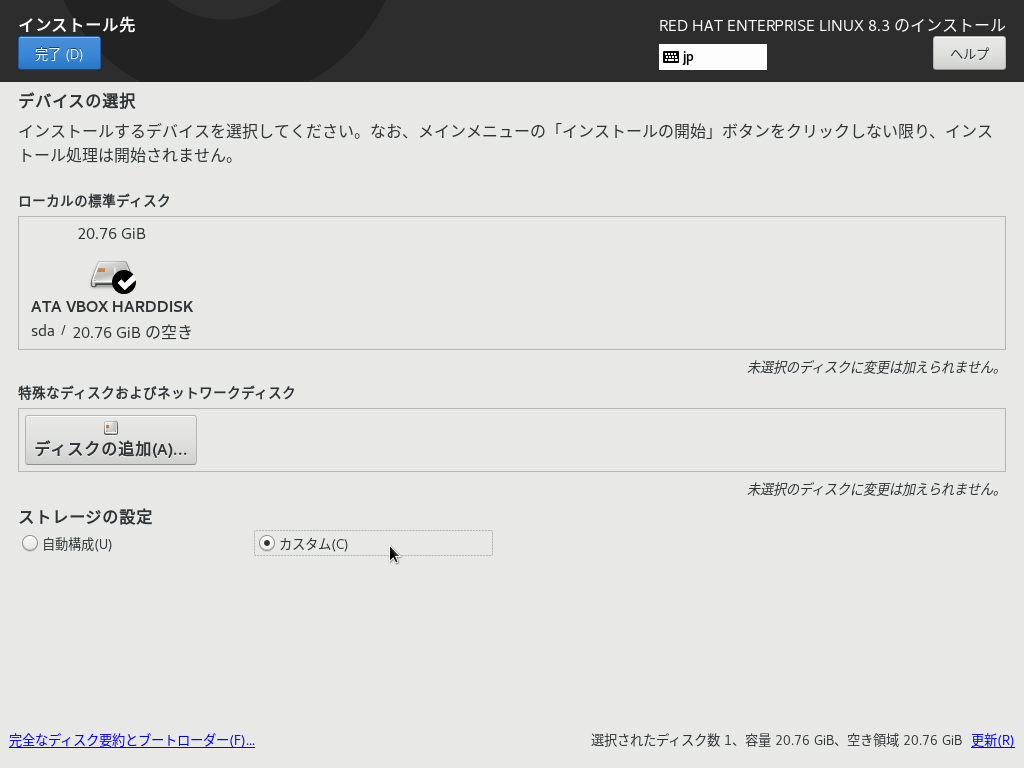 インストール先
RED HAT ENTERPRISE LINUX 8.3 のインストール
完了 (D)
jp
ヘルプ
デバイスの選択
インストールするデバイスを選択してください。なお、メインメニューの「インストールの開始」ボタンをクリックしない限り、インス
トール処理は開始されません。
ローカルの標準ディスク
20.76 GiB
ATA VBOX HARDDISK
sda / 20.76 GiB の空き
未選択のディスクに変更は加えられません。
特殊なディスクおよびネットワークディスク
ディスクの追加(A)...
未選択のディスクに変更は加えられません。
ストレージの設定
自動構成(U)
カスタム(C)
完全なディスク要約とブートローダー(F)...
選択されたディスク数 1、容量 20.76 GiB、空き領域 20.76 GiB 更新(R)